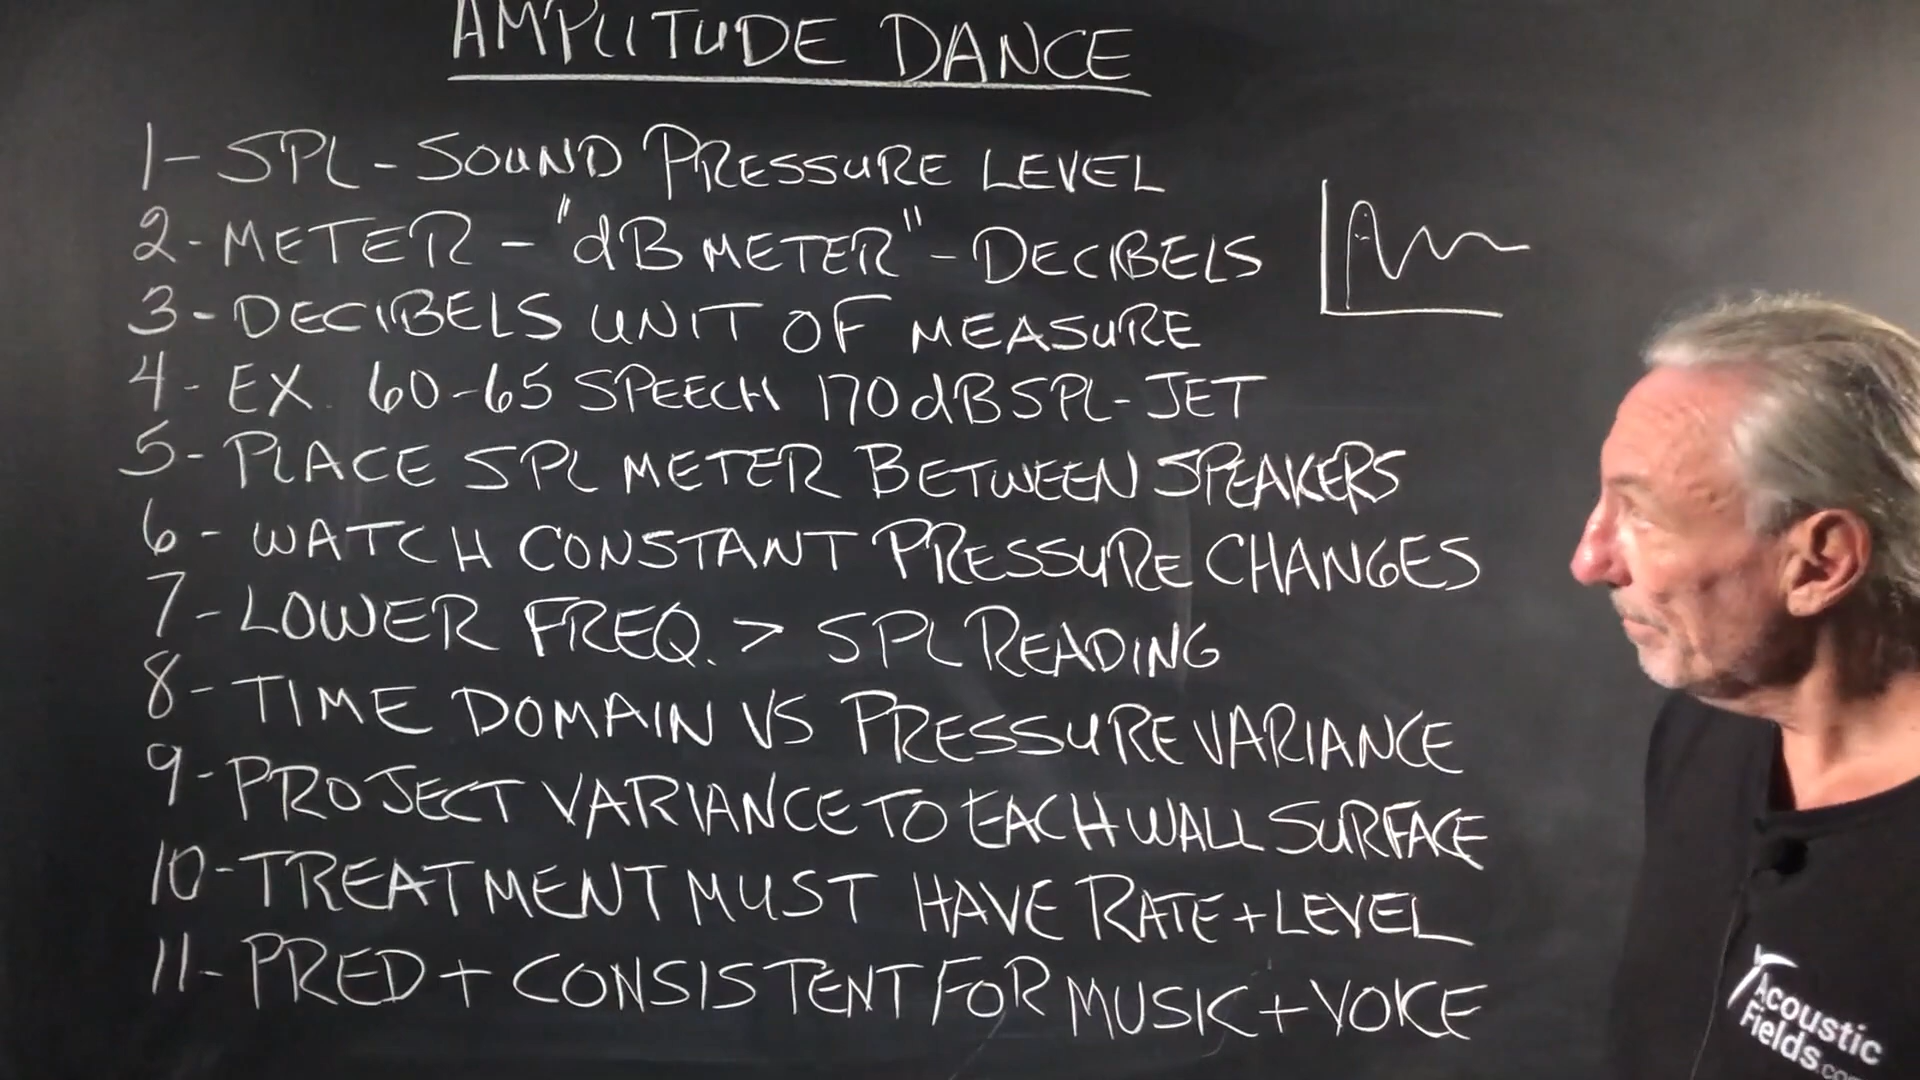 AMPLITUDE DANCE
1- SPL - SOUND PRESSURE LEVEL
2- METER - "dB METER" - DECIBELS
3- DECIBELS UNIT OF MEASURE
4- EX. 60-65 SPEECH 170dBSPL-JET
5- PLACE SPL METER BETWEEN SPEAKERS
6- WATCH CONSTANT PRESSURE CHANGES
7- LOWER FREQ. > SPL READING
8- TIME DOMAIN VS PRESSURE VARIANCE
9- PROJECT VARIANCE TO EACH WALL SURFACE
10- TREATMENT MUST HAVE RATE + LEVEL
11- PRED + CONSISTENT FOR MUSIC + VOICE
Acoustic
Fields.co